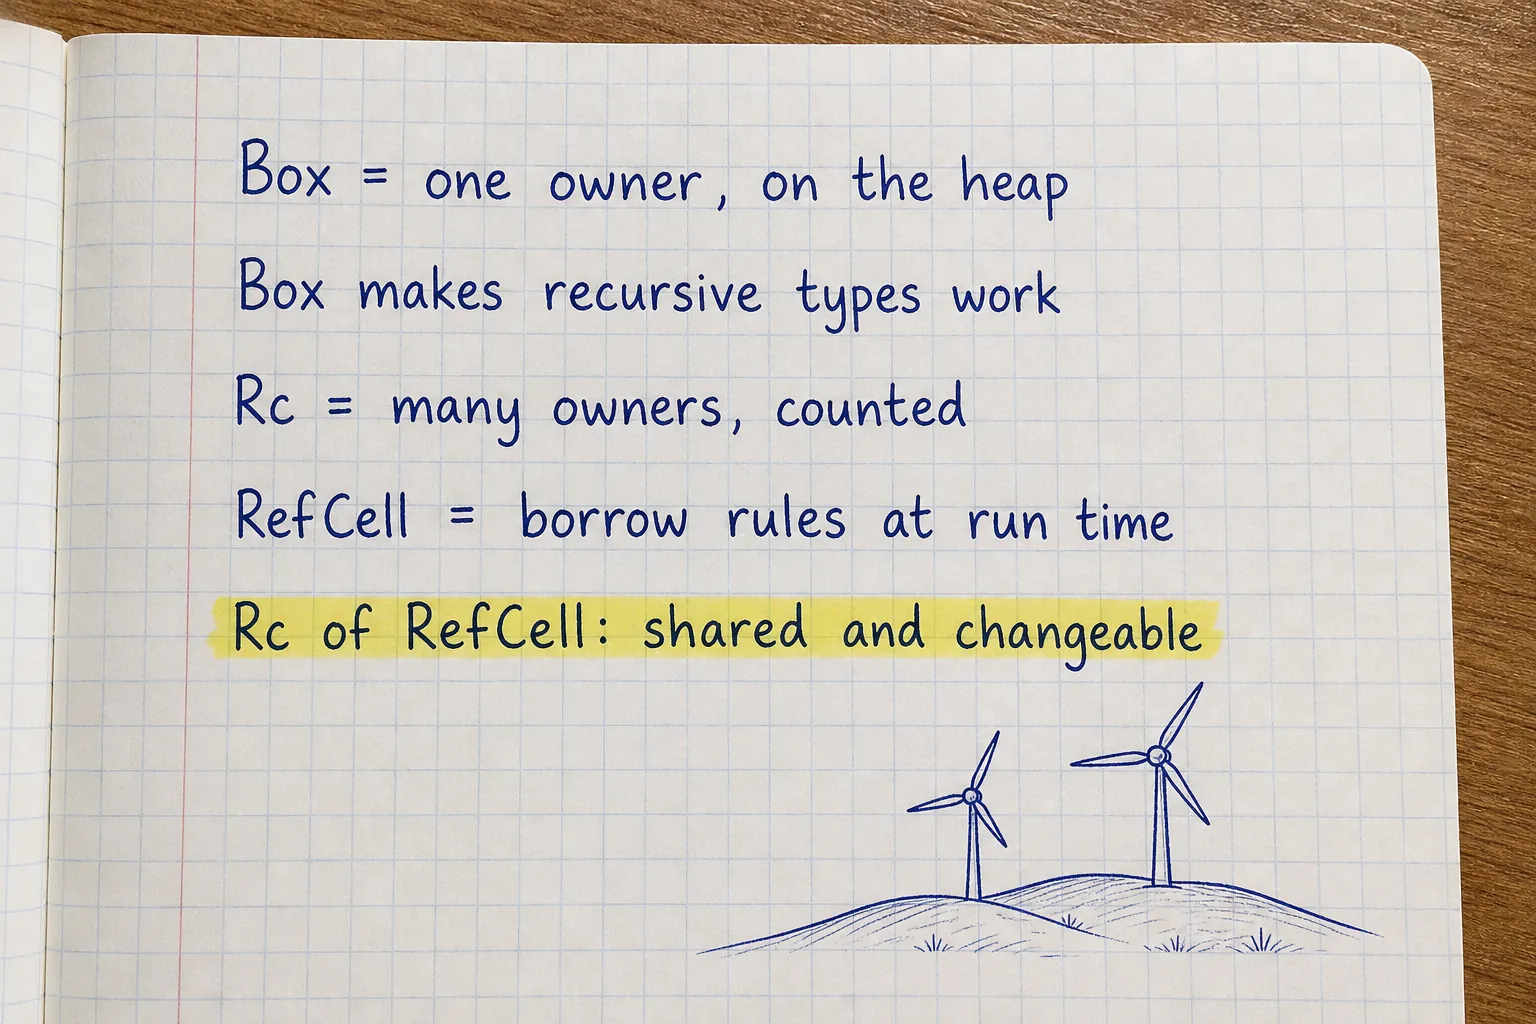 Box = one owner, on the heap
Box makes recursive types work
Rc = many owners, counted
RefCell = borrow rules at run time
Rc of RefCell: shared and changeable